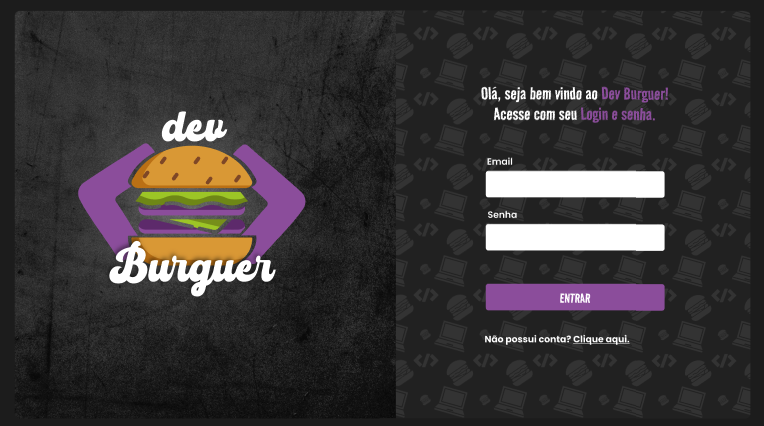 dev
Burguer
Olá, seja bem vindo ao Dev Burguer!
Acesse com seu Login e senha.
Email
Senha
ENTRAR
Não possui conta? Clique aqui.